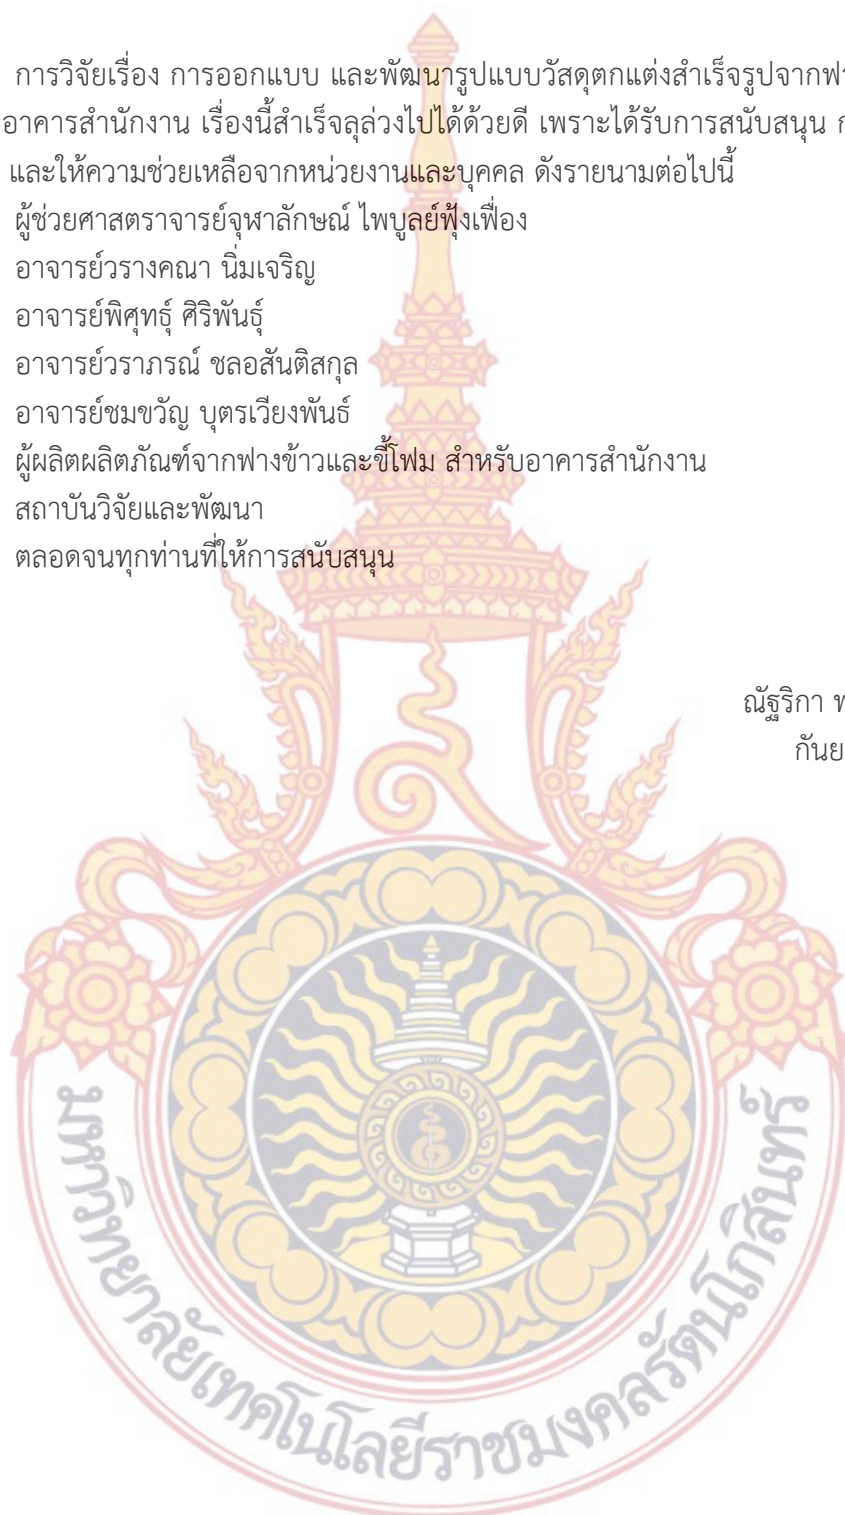 การวิจัยเรื่อง การออกแบบ และพัฒนารูปแบบวัสดุตกแต่งสำเร็จรูปจาก
อาคารสำนักงาน เรื่องนี้สำเร็จลุล่วงไปได้ด้วยดี เพราะได้รับการสนับสนุน
และให้ความช่วยเหลือจากหน่วยงานและบุคคล ดังรายนามต่อไปนี้
ผู้ช่วยศาสตราจารย์จุฬาลักษณ์ ไพบูลย์ฟุ้งเฟื่อง
อาจารย์วรางคณา นิ่มเจริญ
อาจารย์พิศุทธุ์ ศิริพันธุ์
อาจารย์วราภรณ์ ชลอสันติสกุล
อาจารย์ชมขวัญ บุตรเวียงพันธ์
ผู้ผลิตผลิตภัณฑ์จากฟางข้าวและขี้โฟม สำหรับอาคารสำนักงาน
สถาบันวิจัยและพัฒนา
ตลอดจนทุกท่านที่ให้การสนับสนุน
ณัฐริกา
มหาวิทยาลัยเทคโนโลยีราชมงคลรัตนโกสินทร์